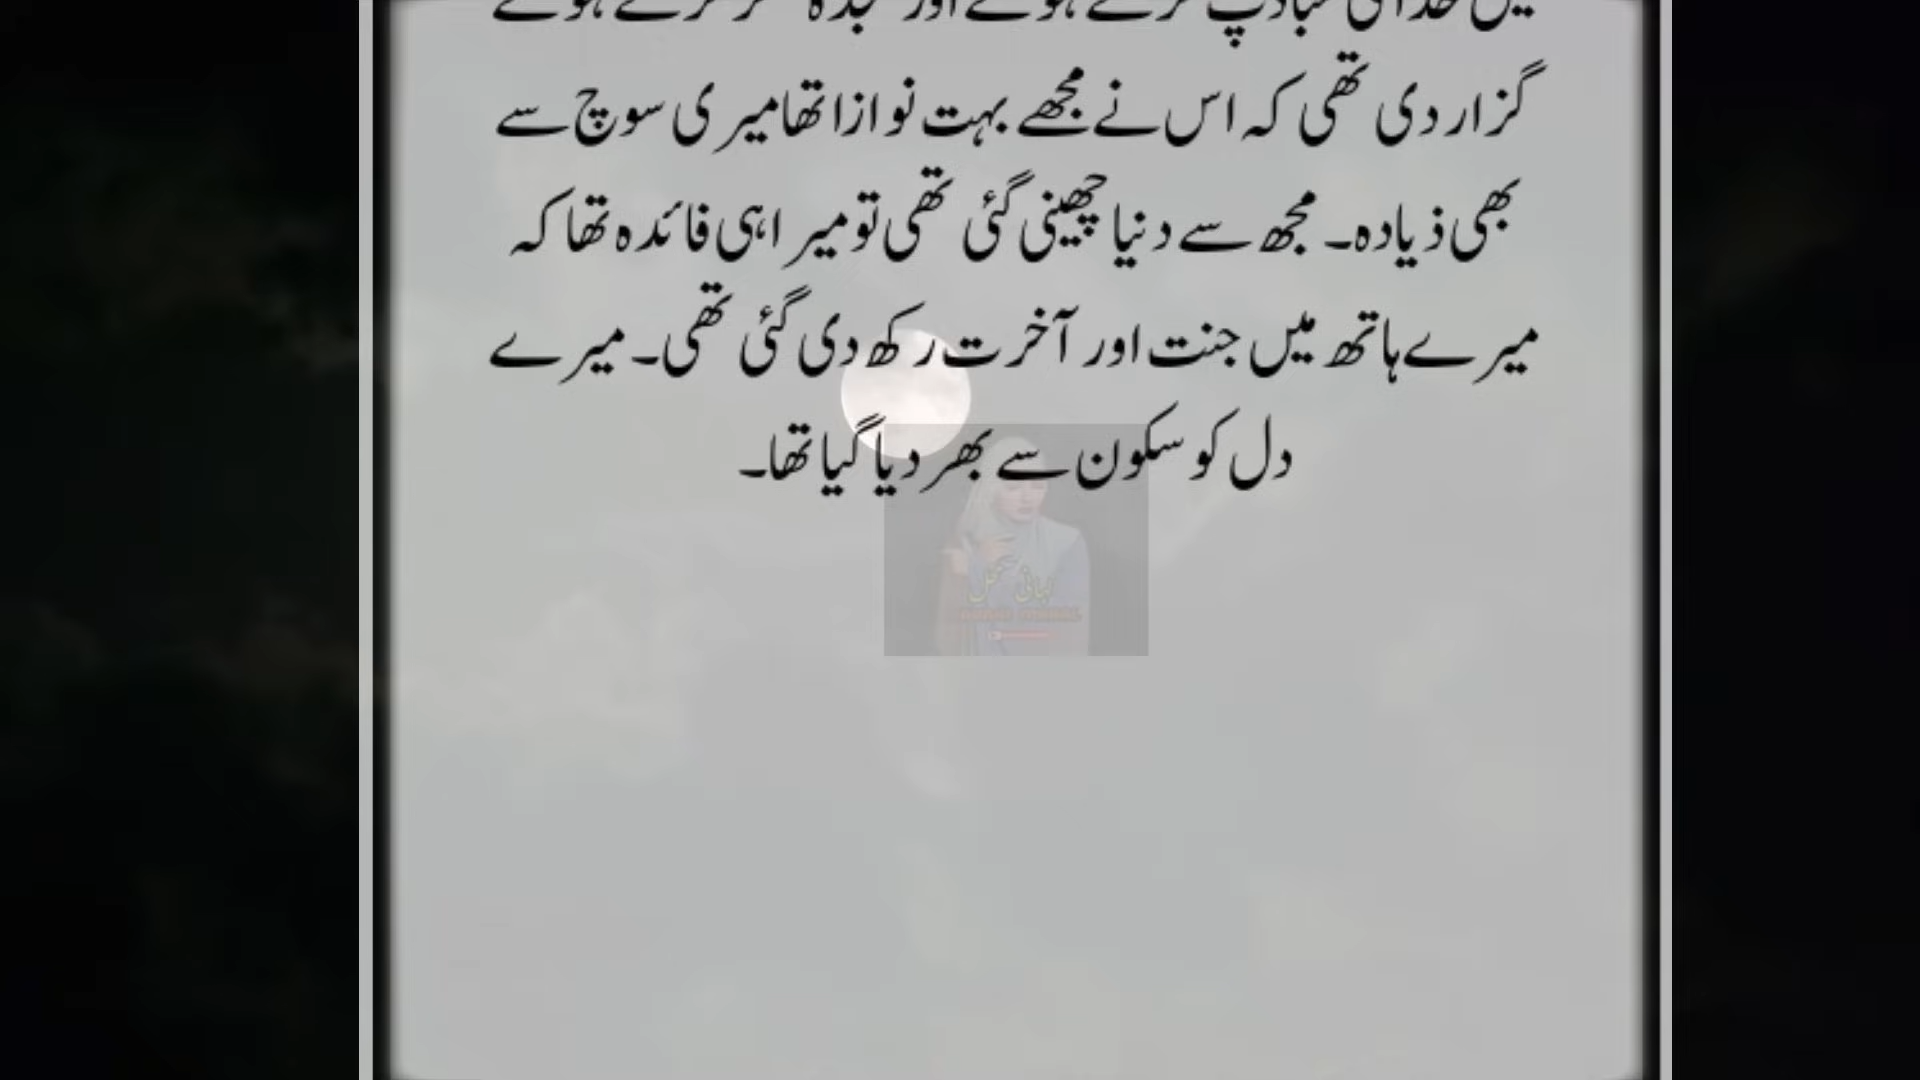 گزار دی تھی کہ اس نے مجھے بہت نوازا تھا میری سوچ سے
بھی ذیادہ۔ مجھ سے دنیا چھینی گئی تھی تو میرا ہی فائدہ تھا کہ
میرے ہاتھ میں جنت اور آخرت رکھ دی گئی تھی۔ میرے
دل کو سکون سے بھر دیا گیا تھا۔